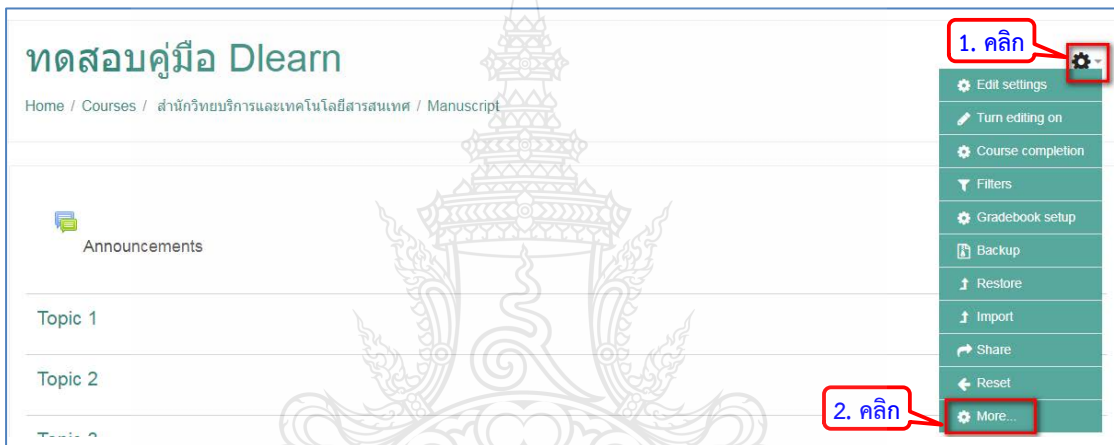 ทดสอบคู่มือ Dlearn
Home / Courses / สำนักวิทยบริการและเทคโนโลยีสารสนเทศ / Manuscript
1. คลิก
Edit settings
Turn editing on
Course completion
Filters
Gradebook setup
Backup
Restore
Import
Share
Reset
More...
2. คลิก
Announcements
Topic 1
Topic 2